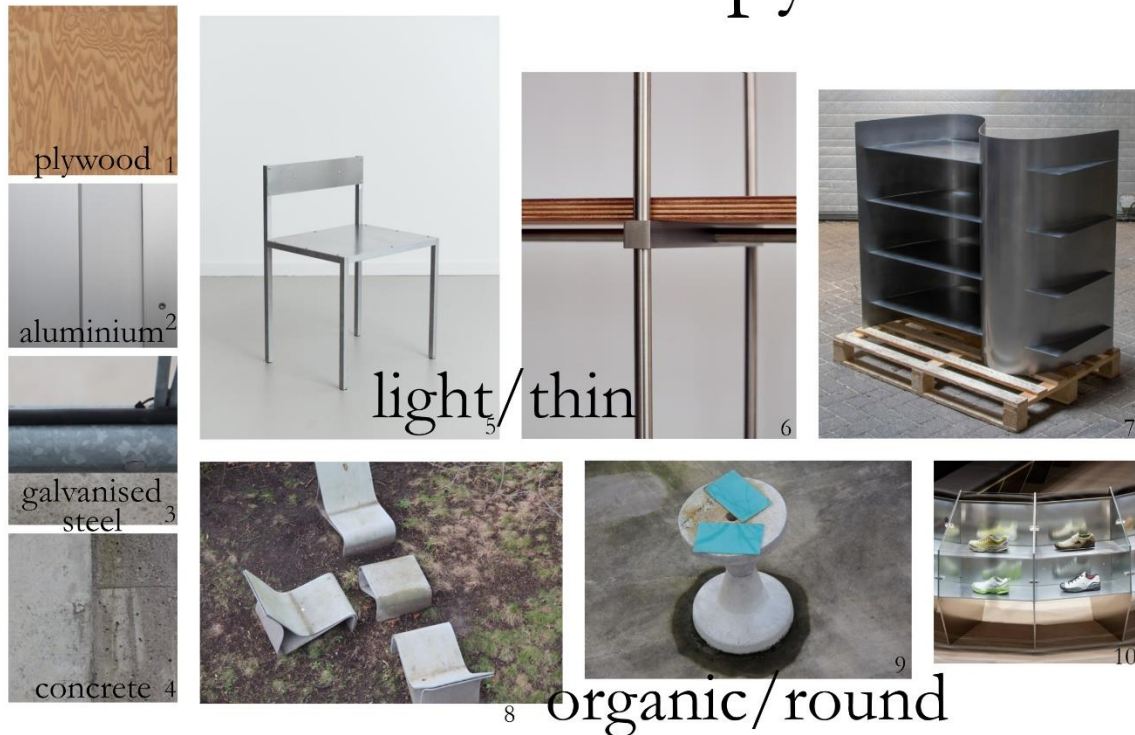 py
plywood 1
aluminium 2
galvanised
steel 3
concrete 4
light/thin
5
6
7
8
9
10
organic/round